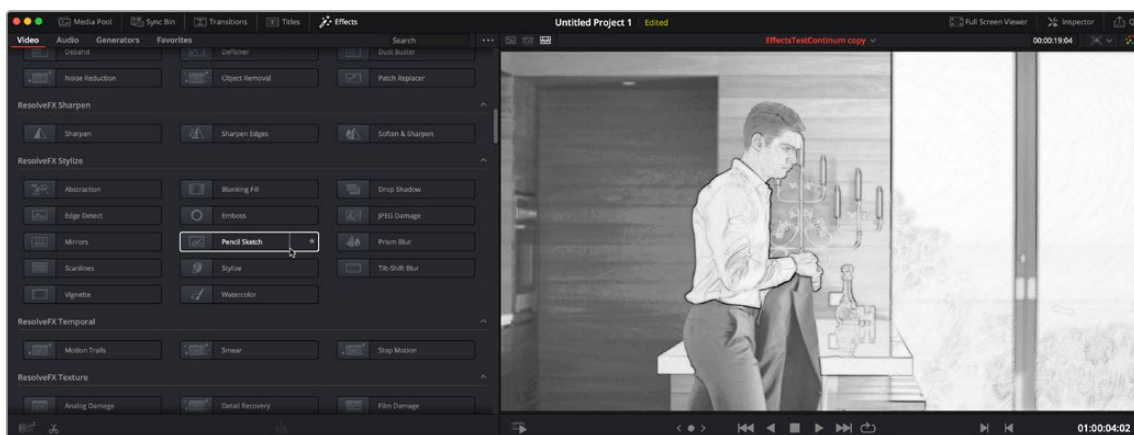 Media Pool Sync Bin Transitions Titles Effects Untitled Project 1 Edited Full Screen Viewer Inspector
Video Audio Generators Favorites Search EffectsTestContinum copy 00:00:19:04
Deband Deflicker Dust Buster
Noise Reduction Object Removal Patch Replacer
ResolveFX Sharpen
Sharpen Sharpen Edges Soften & Sharpen
ResolveFX Stylize
Abstraction Blanking Fill Drop Shadow
Edge Detect Emboss JPEG Damage
Mirrors Pencil Sketch Prism Blur
Scanlines Stylize Tilt-Shift Blur
Vignette Watercolor
ResolveFX Temporal
Motion Trails Smear Stop Motion
ResolveFX Texture
Analog Damage Detail Recovery Film Damage
01:00:04:02